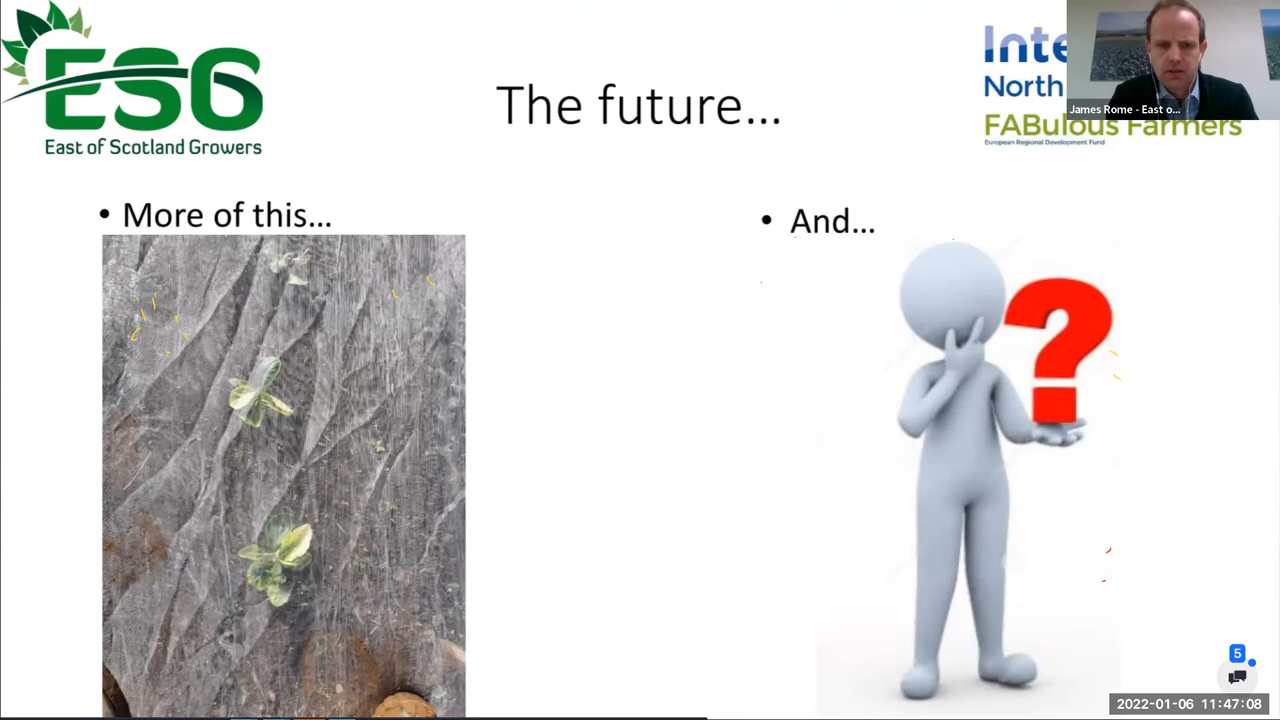 ESG
East of Scotland Growers
The future...
Inte
North
FABulous Farmers
European Regional Development Fund
James Rome - East o...
• More of this...
• And...
?
5
2022-01-06 11:47:08